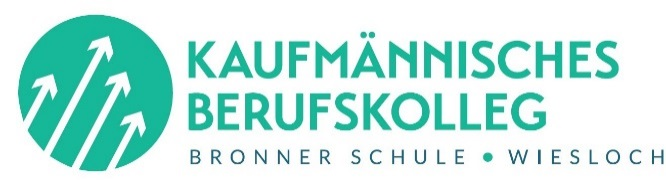 KAUFMÄNNISCHES
BERUFSKOLLEG
BRONNER SCHULE • WIESLOCH